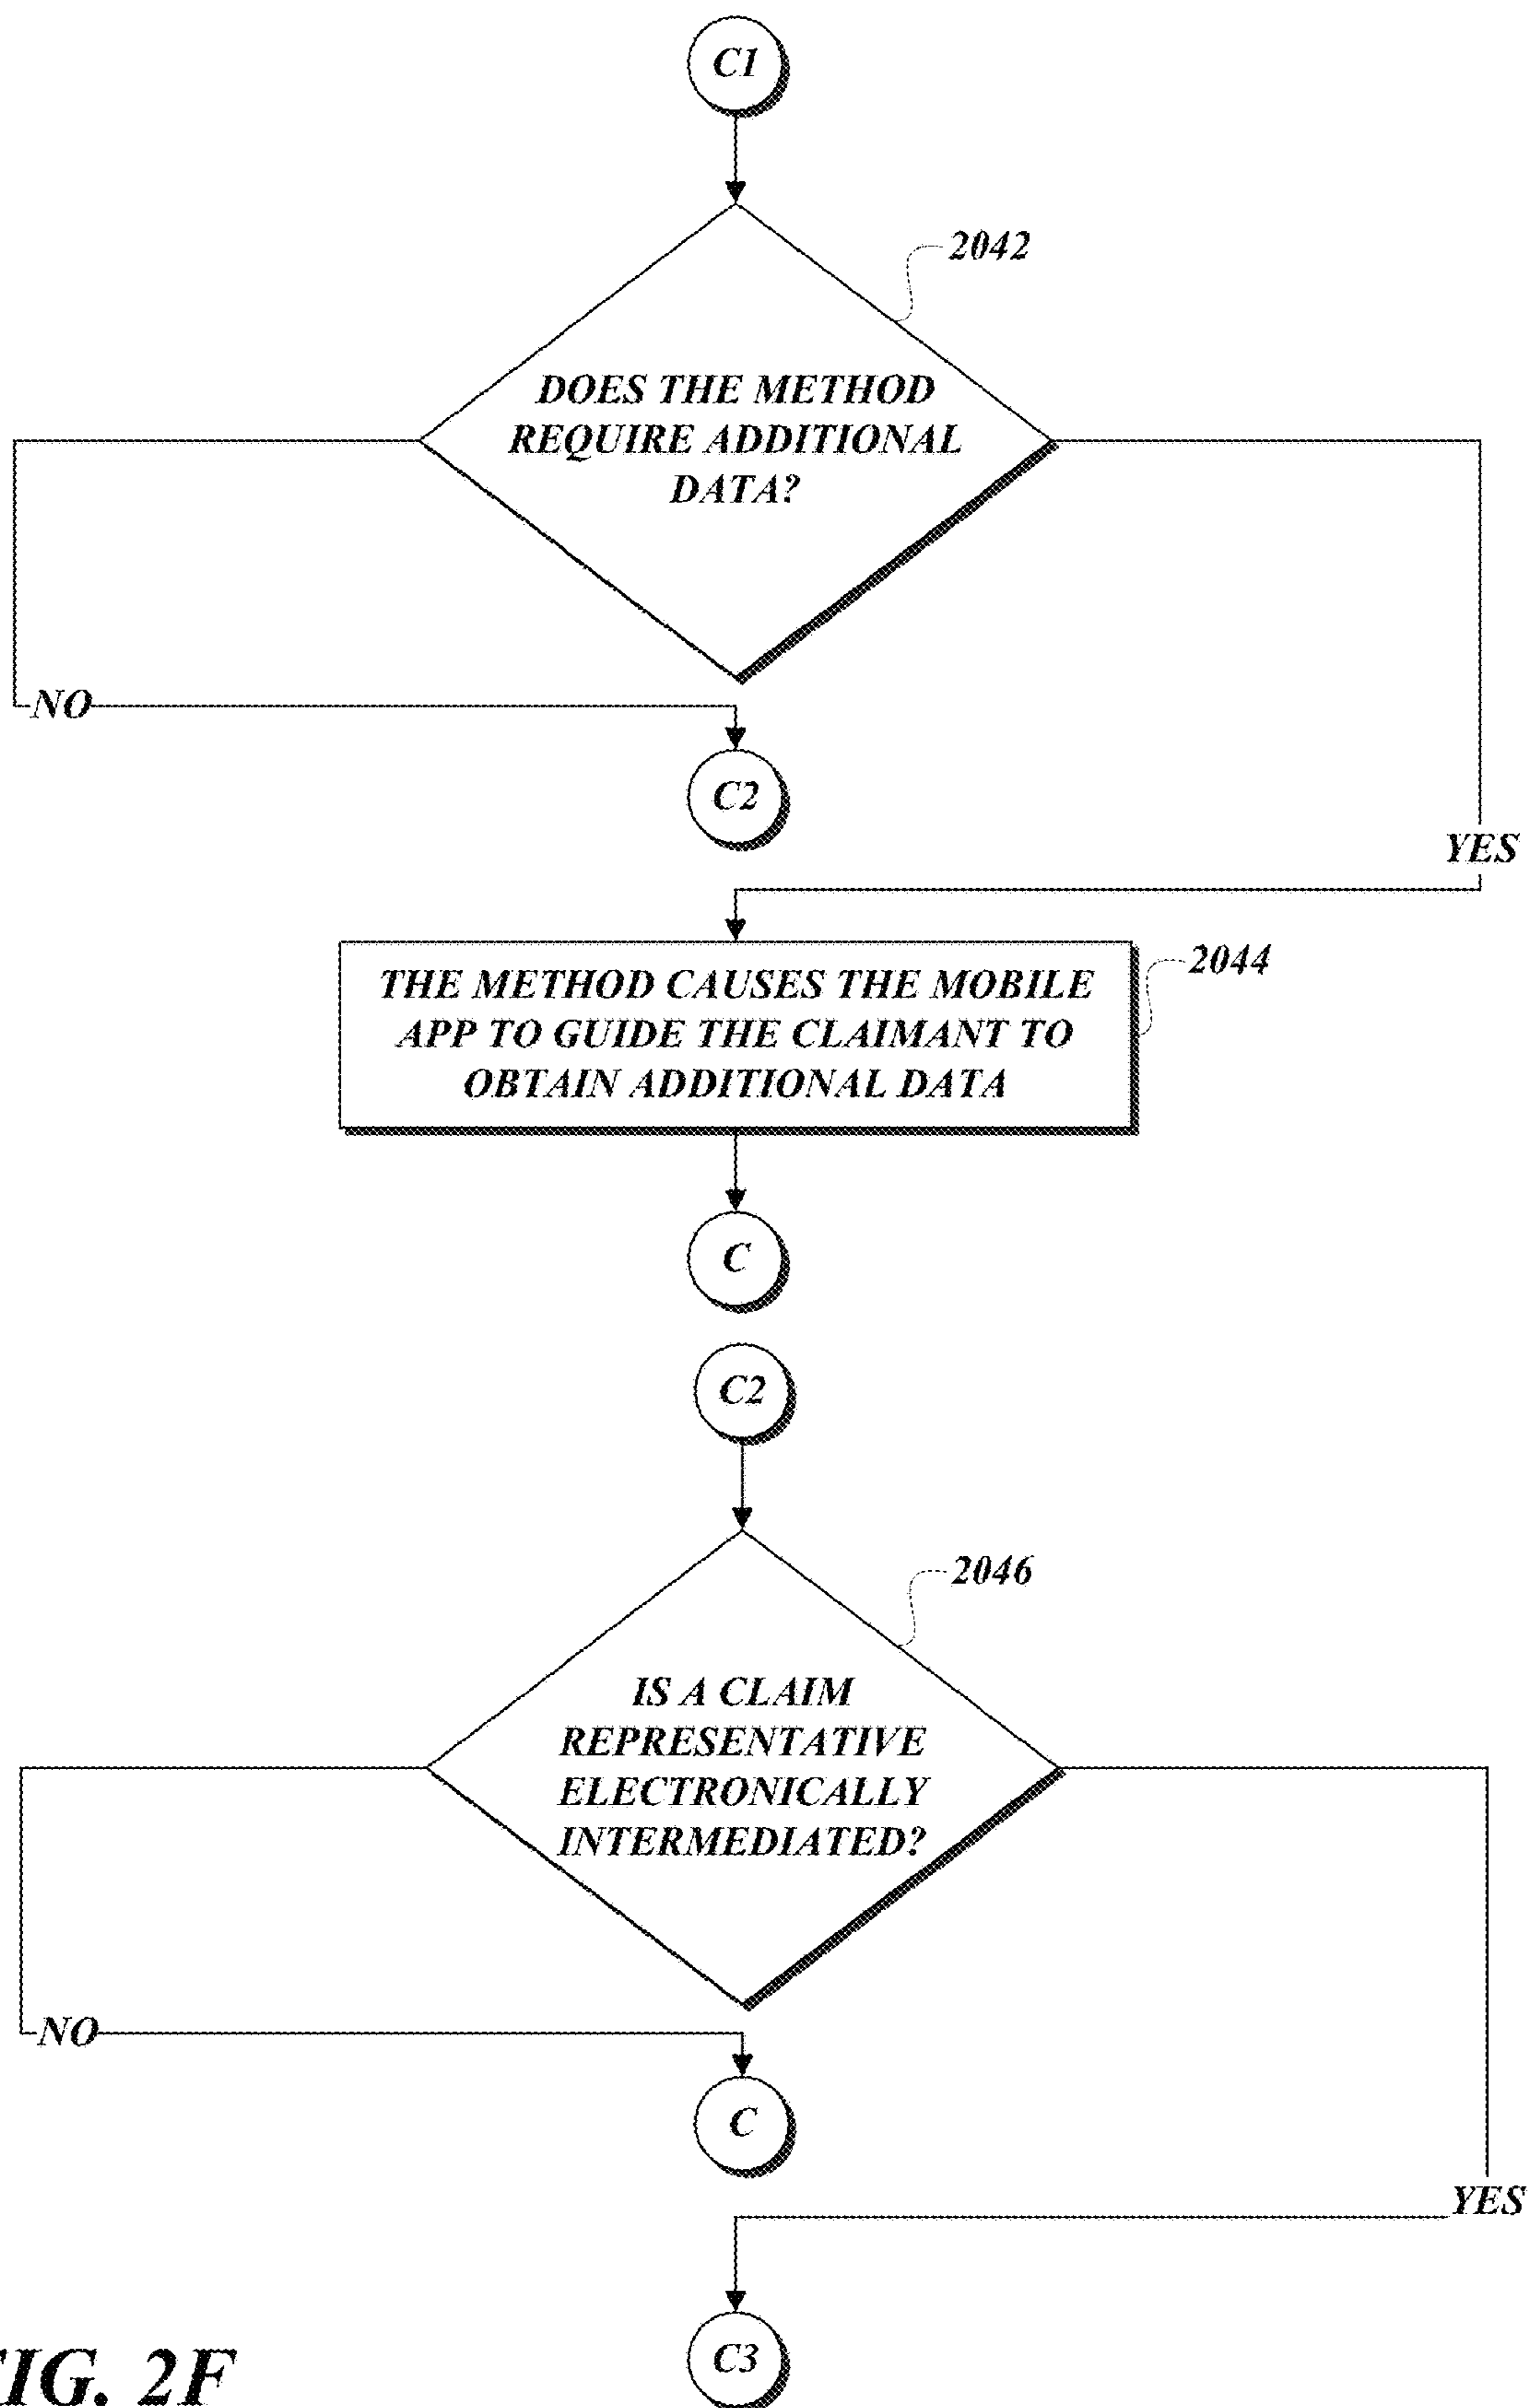 C1
2042
DOES THE METHOD
REQUIRE ADDITIONAL
DATA?
NO
C2
YES
2044
THE METHOD CAUSES THE MOBILE
APP TO GUIDE THE CLAIMANT TO
OBTAIN ADDITIONAL DATA
C
C2
2046
IS A CLAIM
REPRESENTATIVE
ELECTRONICALLY
INTERMEDIATED?
NO
C
YES
C3
FIG. 2F